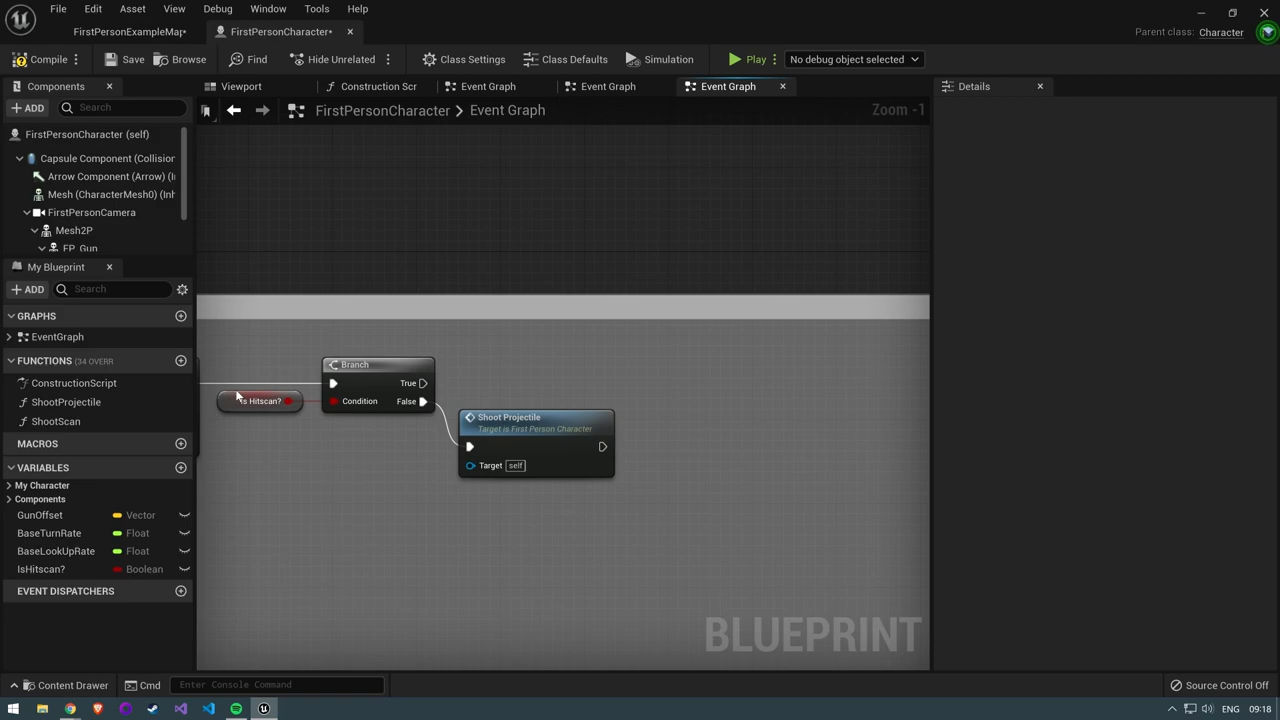 File Edit Asset View Debug Window Tools Help
FirstPersonExampleMap*
FirstPersonCharacter*
Parent class: Character
Compile
Save
Browse
Find
Hide Unrelated
Class Settings
Class Defaults
Simulation
Play
No debug object selected
Components
Viewport
Construction Scr
Event Graph
Event Graph
Event Graph
Details
ADD
Search
FirstPersonCharacter > Event Graph
Zoom -1
FirstPersonCharacter (self)
Capsule Component (Collision
Arrow Component (Arrow) (I
Mesh (CharacterMesh0) (Inh
FirstPersonCamera
Mesh2P
FP_Gun
My Blueprint
ADD
Search
GRAPHS
EventGraph
FUNCTIONS (34 OVERR
ConstructionScript
ShootProjectile
ShootScan
MACROS
VARIABLES
My Character
Components
GunOffset Vector
BaseTurnRate Float
BaseLookUpRate Float
IsHitscan? Boolean
EVENT DISPATCHERS
Branch
True
Is Hitscan?
Condition
False
Shoot Projectile
Target is First Person Character
Target self
BLUEPRINT
Content Drawer
Cmd
Enter Console Command
Source Control Off
ENG
09:18